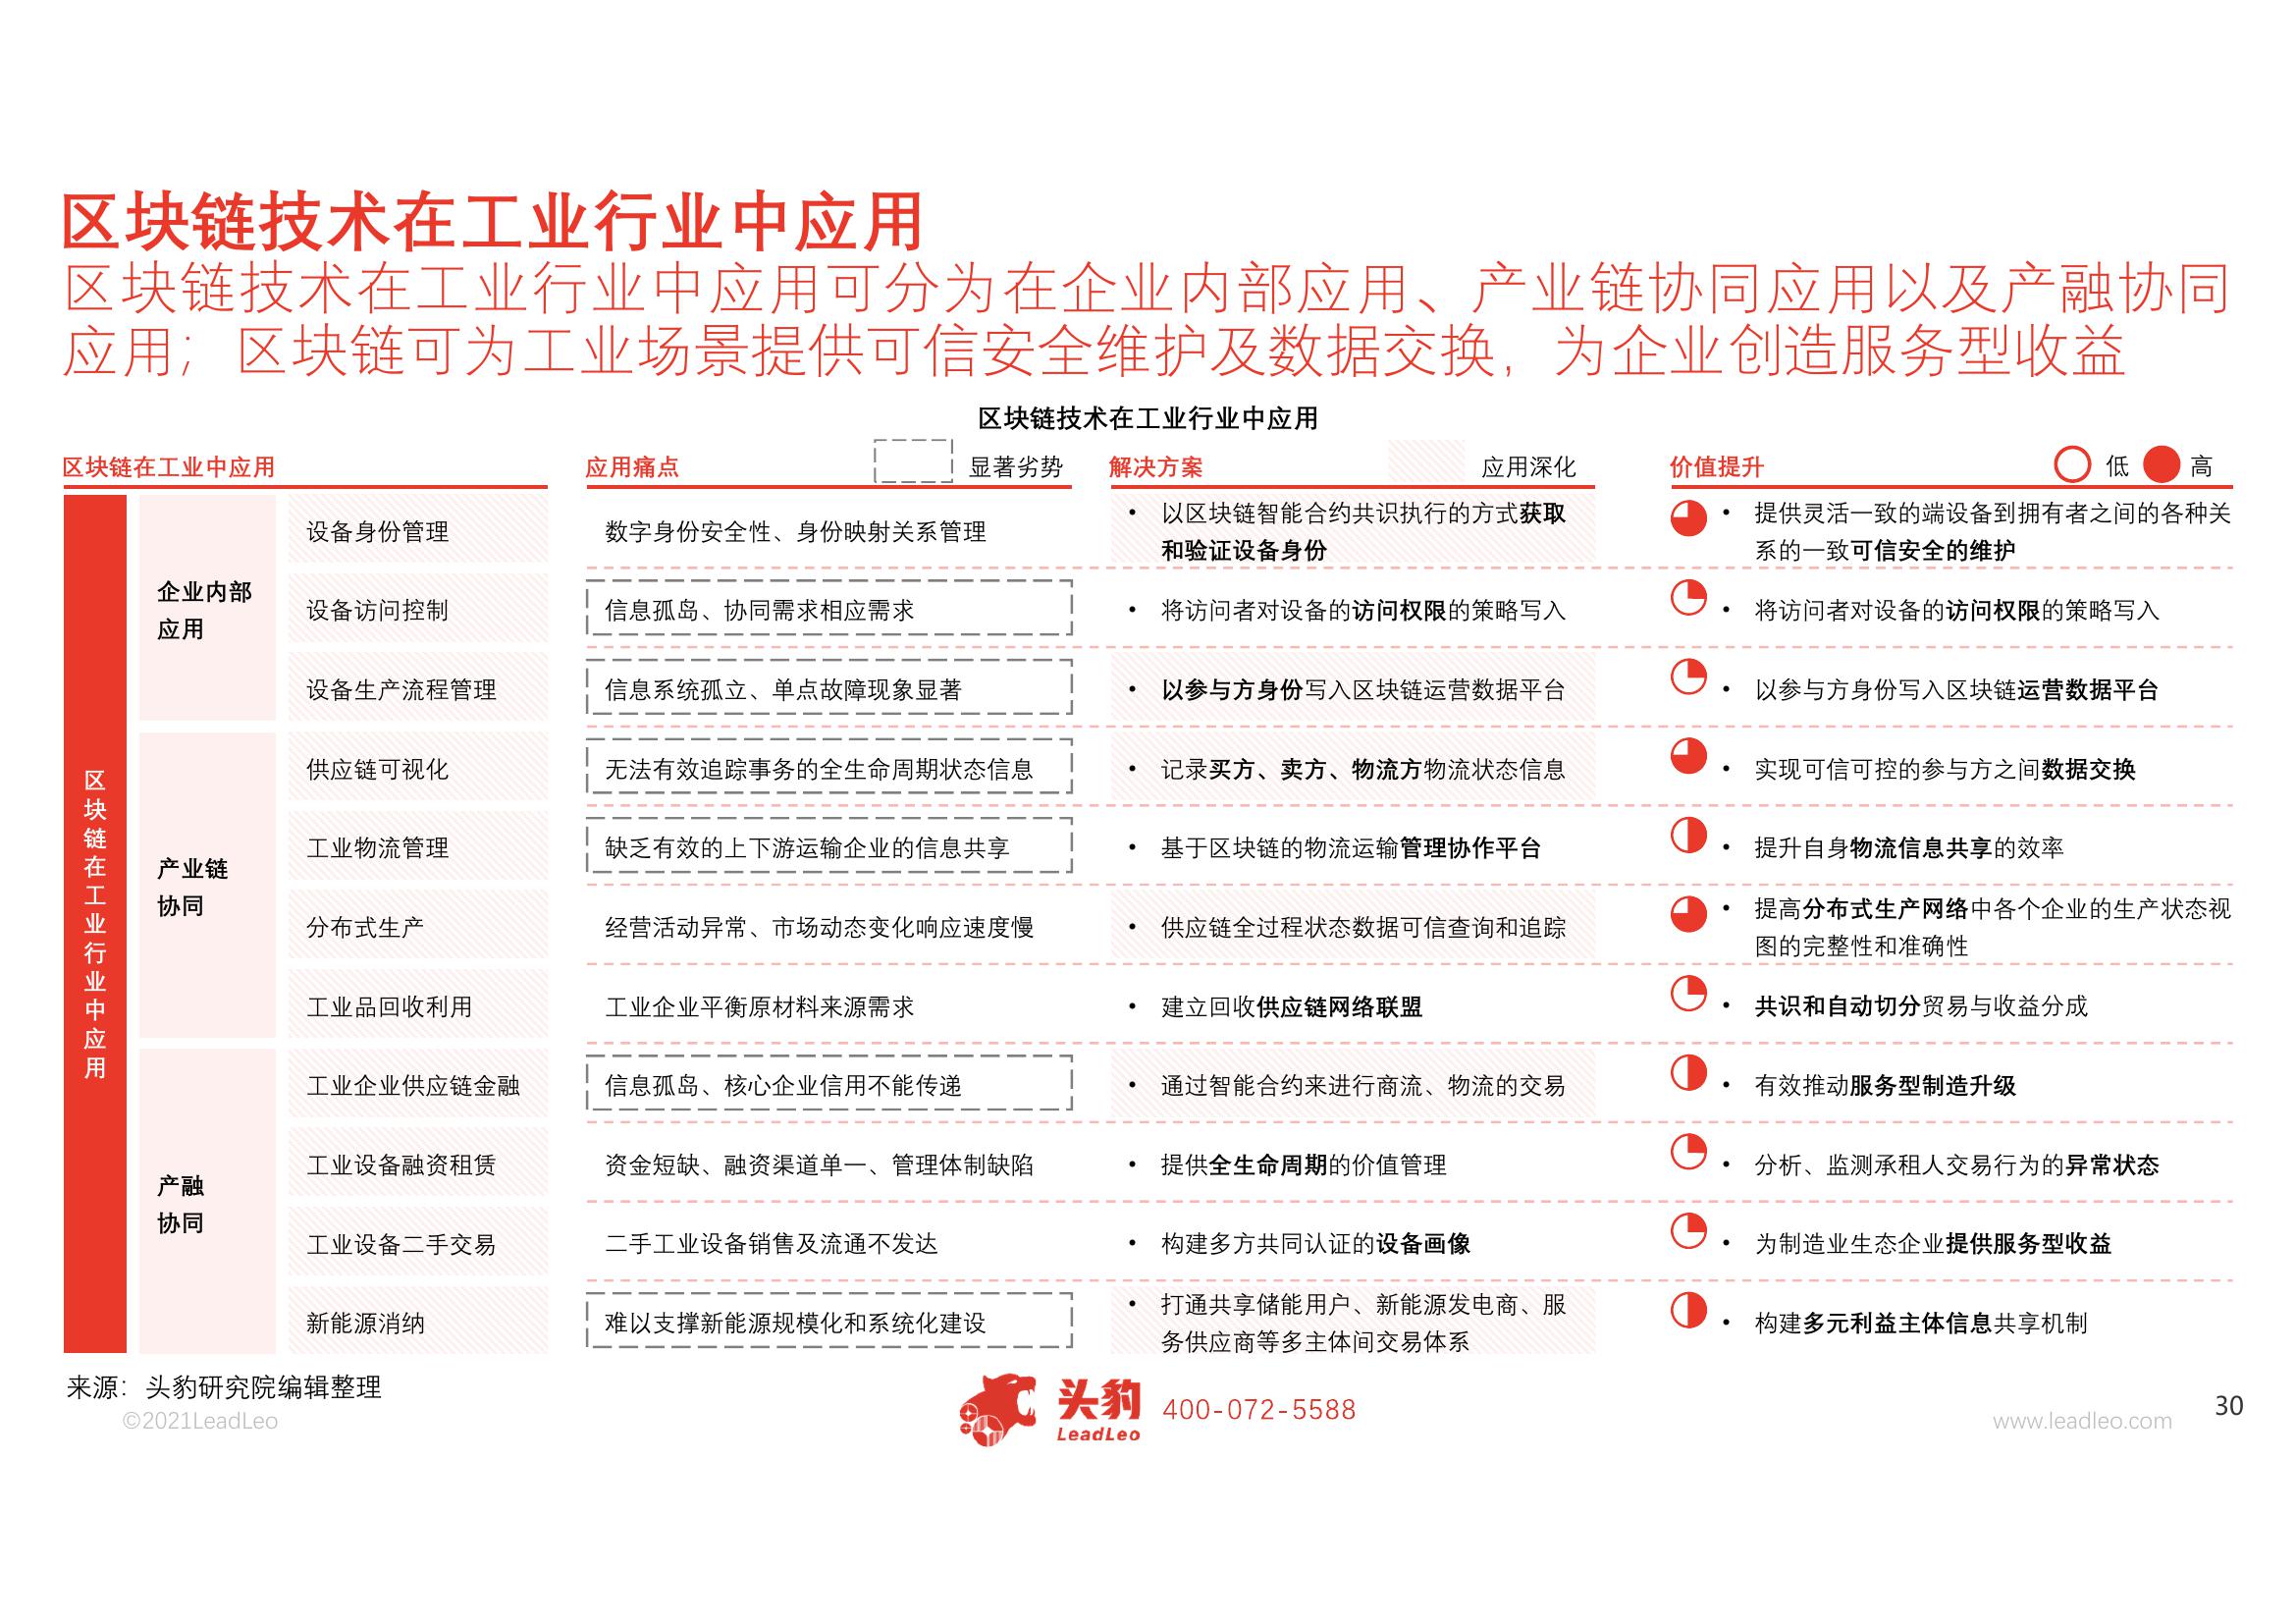 区块链技术在工业行业中应用
区块链技术在工业行业中应用可分为在企业内部应用、产业链协同应用以及产融协同
应用；区块链可为工业场景提供可信安全维护及数据交换，为企业创造服务型收益
区块链技术在工业行业中应用
区块链在工业中应用
应用痛点
显著劣势
解决方案
应用深化
价值提升
低
高
区块链在工业行业中应用
企业内部
应用
设备身份管理
数字身份安全性、身份映射关系管理
• 以区块链智能合约共识执行的方式获取
和验证设备身份
• 提供灵活一致的端设备到拥有者之间的各种关
系的一致可信安全的维护
设备访问控制
信息孤岛、协同需求相应需求
• 将访问者对设备的访问权限的策略写入
• 将访问者对设备的访问权限的策略写入
设备生产流程管理
信息系统孤立、单点故障现象显著
• 以参与方身份写入区块链运营数据平台
• 以参与方身份写入区块链运营数据平台
产业链
协同
供应链可视化
无法有效追踪事务的全生命周期状态信息
• 记录买方、卖方、物流方物流状态信息
• 实现可信可控的参与方之间数据交换
工业物流管理
缺乏有效的上下游运输企业的信息共享
• 基于区块链的物流运输管理协作平台
• 提升自身物流信息共享的效率
分布式生产
经营活动异常、市场动态变化响应速度慢
• 供应链全过程状态数据可信查询和追踪
• 提高分布式生产网络中各个企业的生产状态视
图的完整性和准确性
工业品回收利用
工业企业平衡原材料来源需求
• 建立回收供应链网络联盟
• 共识和自动切分贸易与收益分成
产融
协同
工业企业供应链金融
信息孤岛、核心企业信用不能传递
• 通过智能合约来进行商流、物流的交易
• 有效推动服务型制造升级
工业设备融资租赁
资金短缺、融资渠道单一、管理体制缺陷
• 提供全生命周期的价值管理
• 分析、监测承租人交易行为的异常状态
工业设备二手交易
二手工业设备销售及流通不发达
• 构建多方共同认证的设备画像
• 为制造业生态企业提供服务型收益
新能源消纳
难以支撑新能源规模化和系统化建设
• 打通共享储能用户、新能源发电商、服
务供应商等多主体间交易体系
• 构建多元利益主体信息共享机制
来源：头豹研究院编辑整理
©2021LeadLeo
头豹
LeadLeo
400-072-5588
www.leadleo.com
30